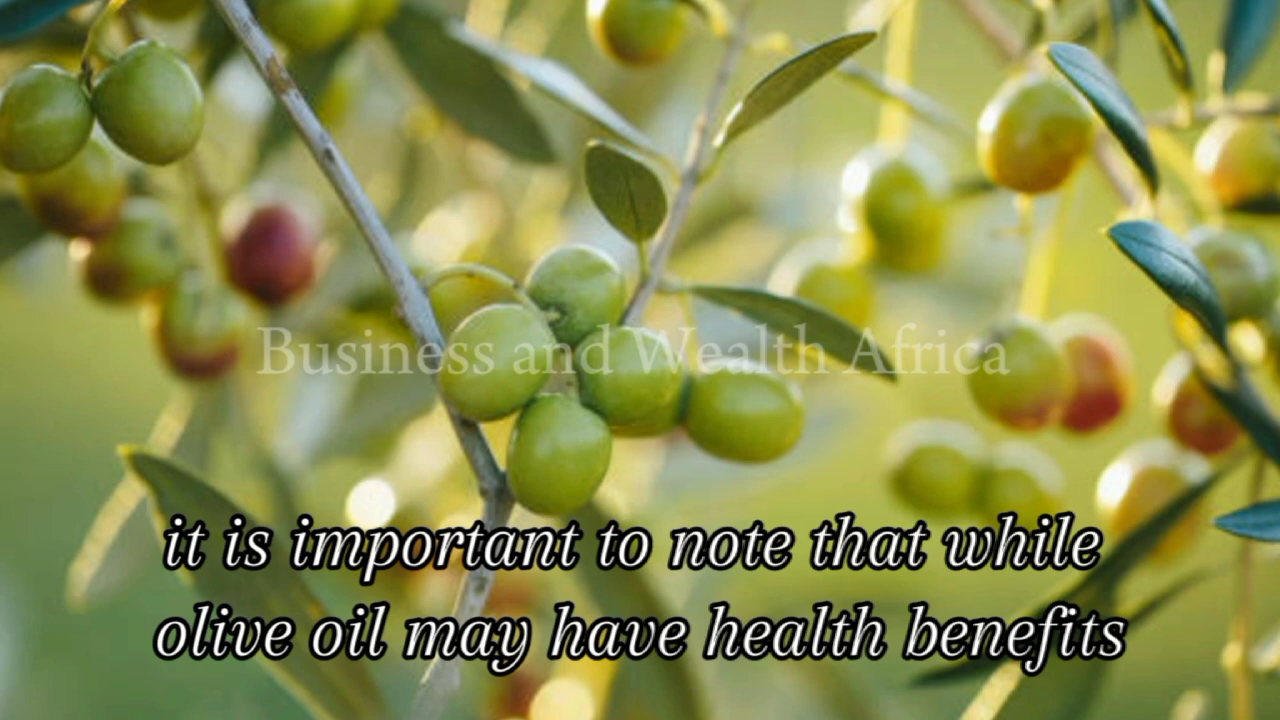 Business and Wealth Africa
it is important to note that while
olive oil may have health benefits